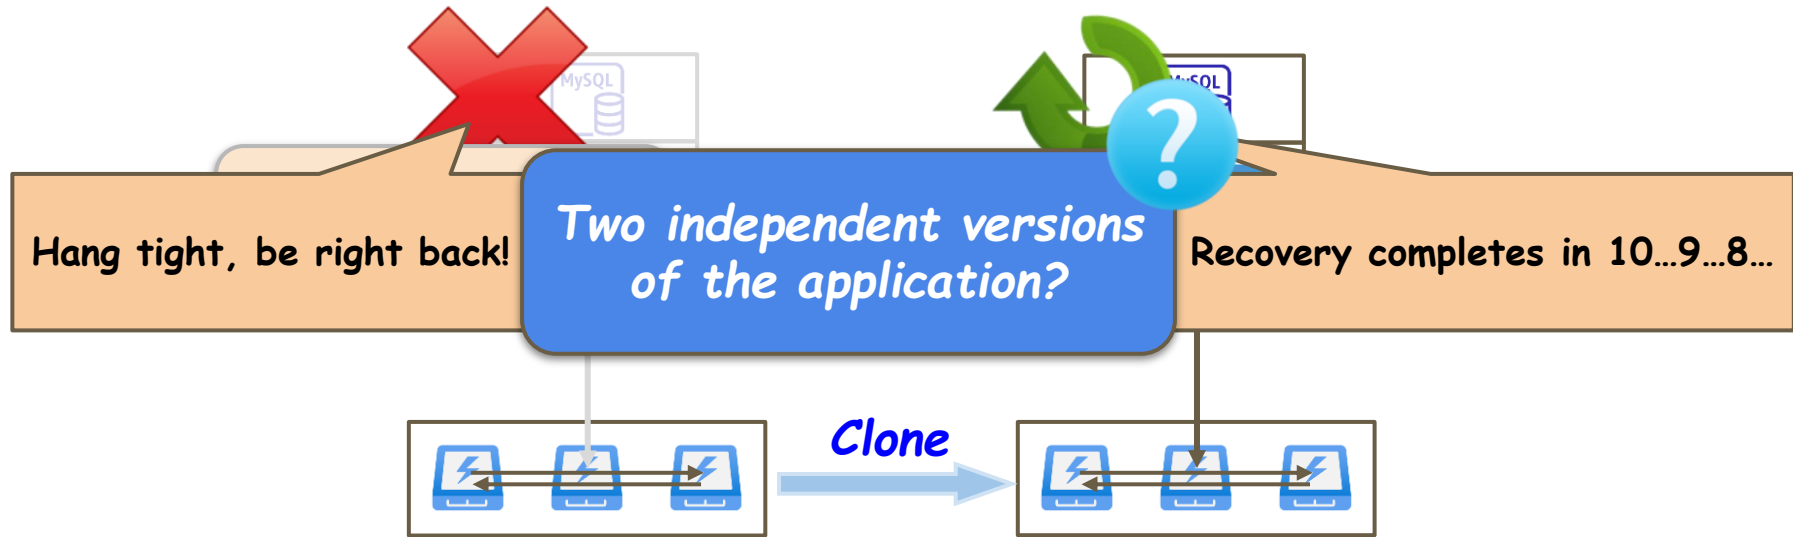 MySQL
MySQL
Hang tight, be right back!
Two independent versions
of the application?
Recovery completes in 10…9…8…
Clone